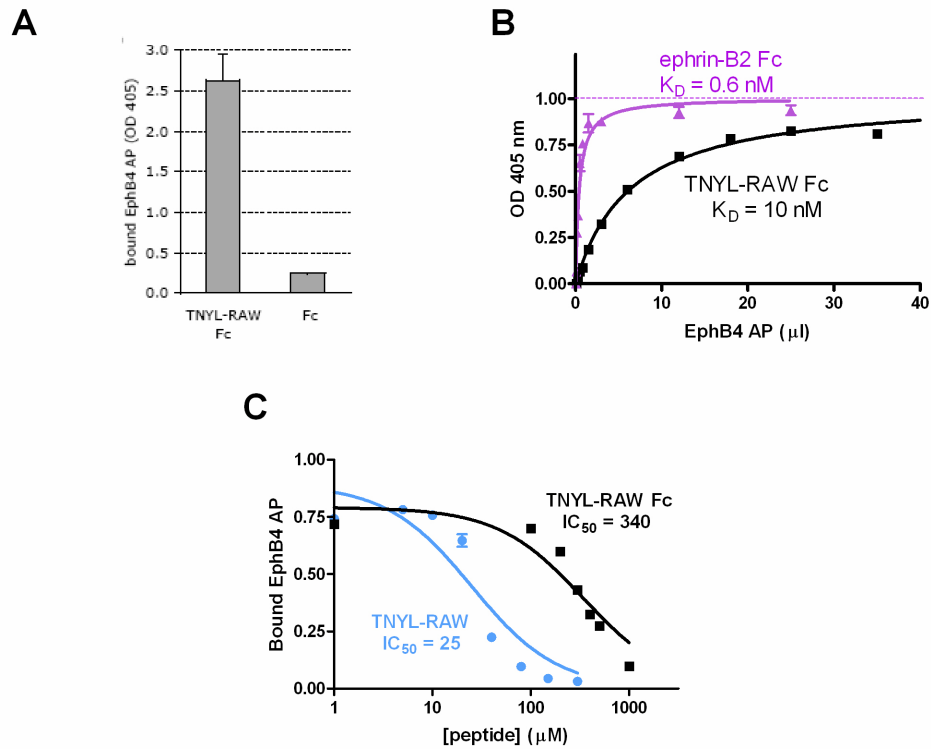 A
bound EphB4 AP (OD 405)
3.0
2.5
2.0
1.5
1.0
0.5
0.0
TNYL-RAW
Fc
Fc
B
OD 405 nm
1.00
0.75
0.50
0.25
0.00
ephrin-B2 Fc
K_D = 0.6 nM
TNYL-RAW Fc
K_D = 10 nM
0 10 20 30 40
EphB4 AP (μl)
C
Bound EphB4 AP
1.00
0.75
0.50
0.25
0.00
TNYL-RAW Fc
IC50 = 340
TNYL-RAW
IC50 = 25
1 10 100 1000
[peptide] (μM)